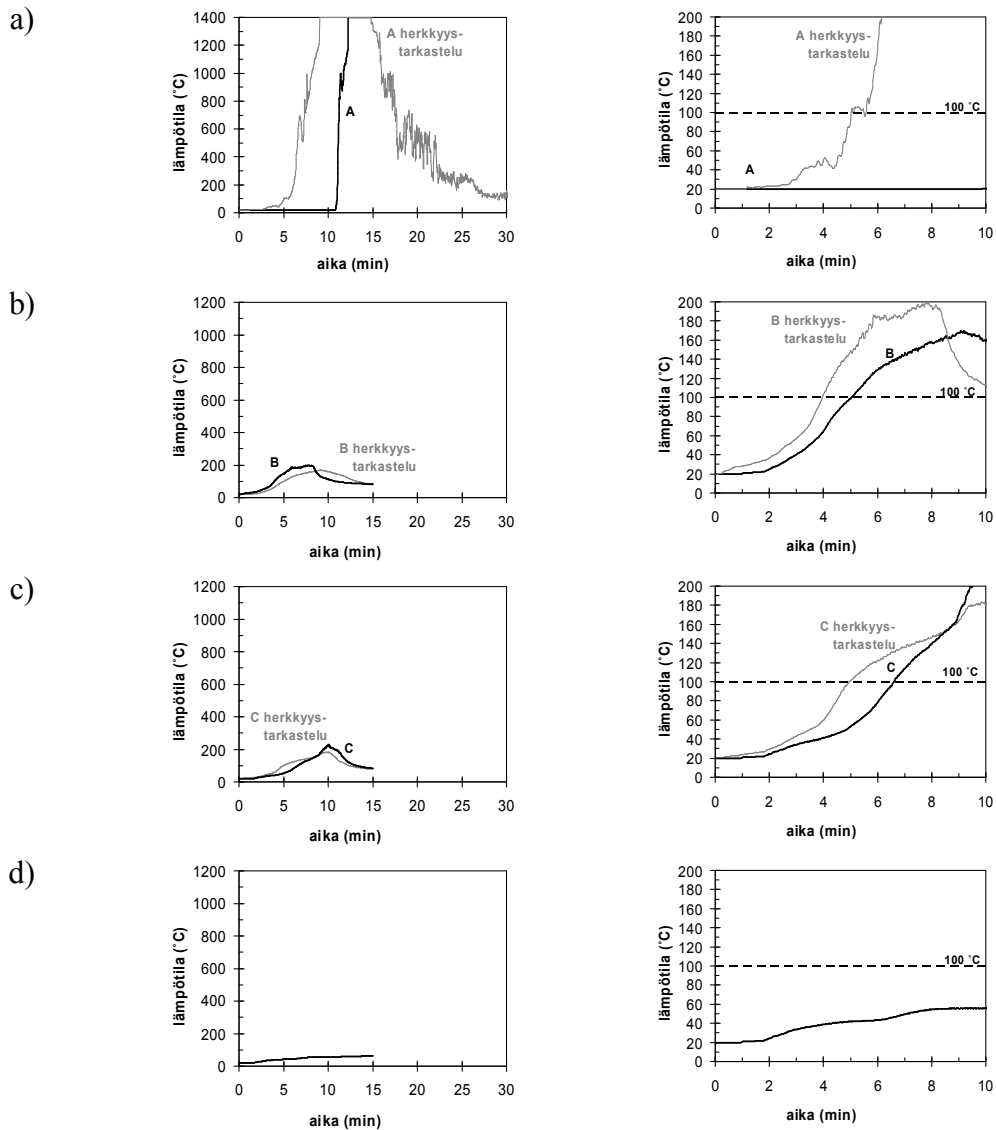 a)
lämpötila (°C)
1400
1200
1000
800
600
400
200
0
A herkkyys-
tarkastelu
A
0 5 10 15 20 25 30
aika (min)
lämpötila (°C)
200
180
160
140
120
100
80
60
40
20
0
A herkkyys-
tarkastelu
100 °C
A
0 2 4 6 8 10
aika (min)
b)
lämpötila (°C)
1200
1000
800
600
400
200
0
B
B herkkyys-
tarkastelu
0 5 10 15 20 25 30
aika (min)
lämpötila (°C)
200
180
160
140
120
100
80
60
40
20
0
B herkkyys-
tarkastelu
B
100 °C
0 2 4 6 8 10
aika (min)
c)
lämpötila (°C)
1200
1000
800
600
400
200
0
C herkkyys-
tarkastelu
C
0 5 10 15 20 25 30
aika (min)
lämpötila (°C)
200
180
160
140
120
100
80
60
40
20
0
C herkkyys-
tarkastelu
C
100 °C
0 2 4 6 8 10
aika (min)
d)
lämpötila (°C)
1200
1000
800
600
400
200
0
0 5 10 15 20 25 30
aika (min)
lämpötila (°C)
200
180
160
140
120
100
80
60
40
20
0
100 °C
0 2 4 6 8 10
aika (min)